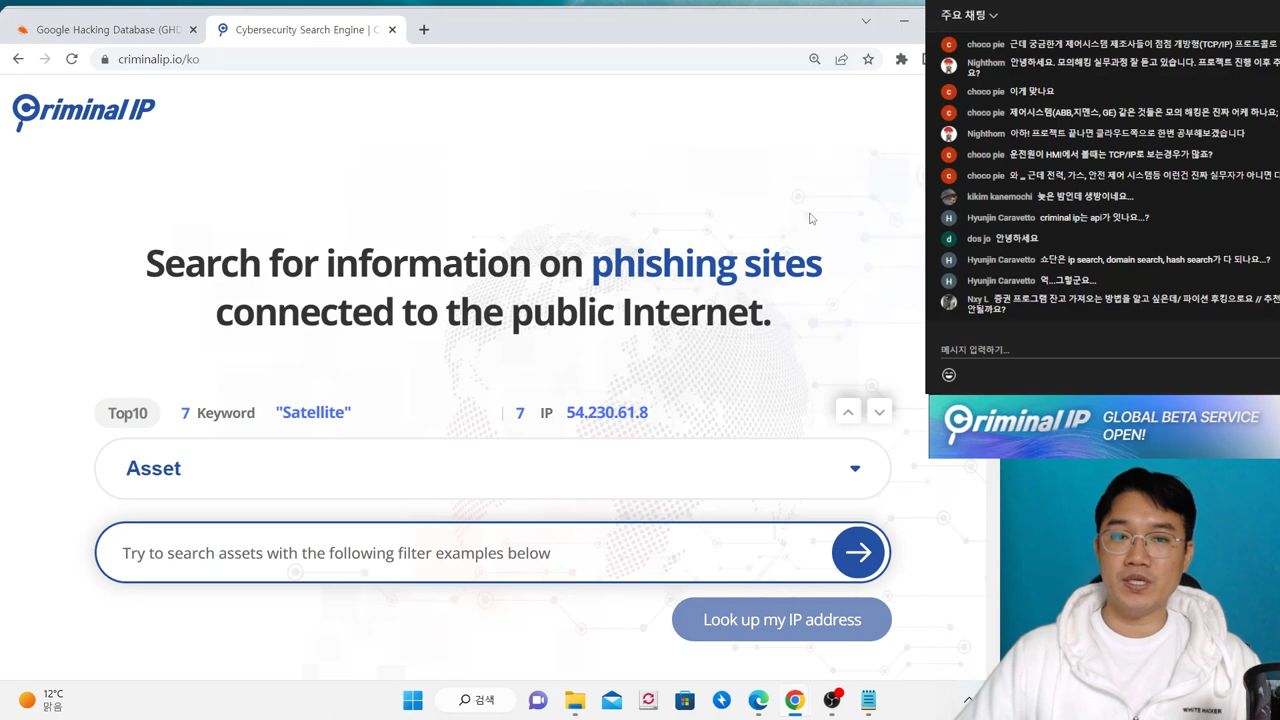 Google Hacking Database (GHD
Cybersecurity Search Engine | C
criminalip.io/ko
Criminal IP
Search for information on phishing sites
connected to the public Internet.
Top10 7 Keyword "Satellite" 7 IP 54.230.61.8
Asset
Try to search assets with the following filter examples below
Look up my IP address
주요 채팅
choco pie 근데 궁금한게 제어시스템 제조사들이 점점 개방형(TCP/IP) 프로토콜로
Nighthorn 안녕하세요. 모의해킹 실무과정 잘 듣고 있습니다. 프로젝트 진행 이후 추
요?
choco pie 이게 맞나요
choco pie 제어시스템(ABB,지멘스, GE) 같은 것들은 모의 해킹은 진짜 어케 하나요;
Nighthorn 아하! 프로젝트 끝나면 클라우드쪽으로 한번 공부해보겠습니다
choco pie 운전원이 HMI에서 볼때는 TCP/IP로 보는경우가 많죠?
choco pie 와 ,,, 근데 전력, 가스, 안전 제어 시스템등 이런건 진짜 실무자가 아니면 다
kikim kanemochi 늦은 밤인데 생방이네요...
Hyunjin Caravetto criminal ip는 api가 잇나요...?
dos jo 안녕하세요
Hyunjin Caravetto 쇼단은 ip search, domain search, hash search가 다 되나요...?
Hyunjin Caravetto 억...그렇군요...
Nxy L 증권 프로그램 잔고 가져오는 방법을 알고 싶은데/ 파이션 후킹으로요 // 추천
안될까요?
메시지 입력하기...
Criminal IP GLOBAL BETA SERVICE
OPEN!
WHITE HACKER
12°C
맑음
검색